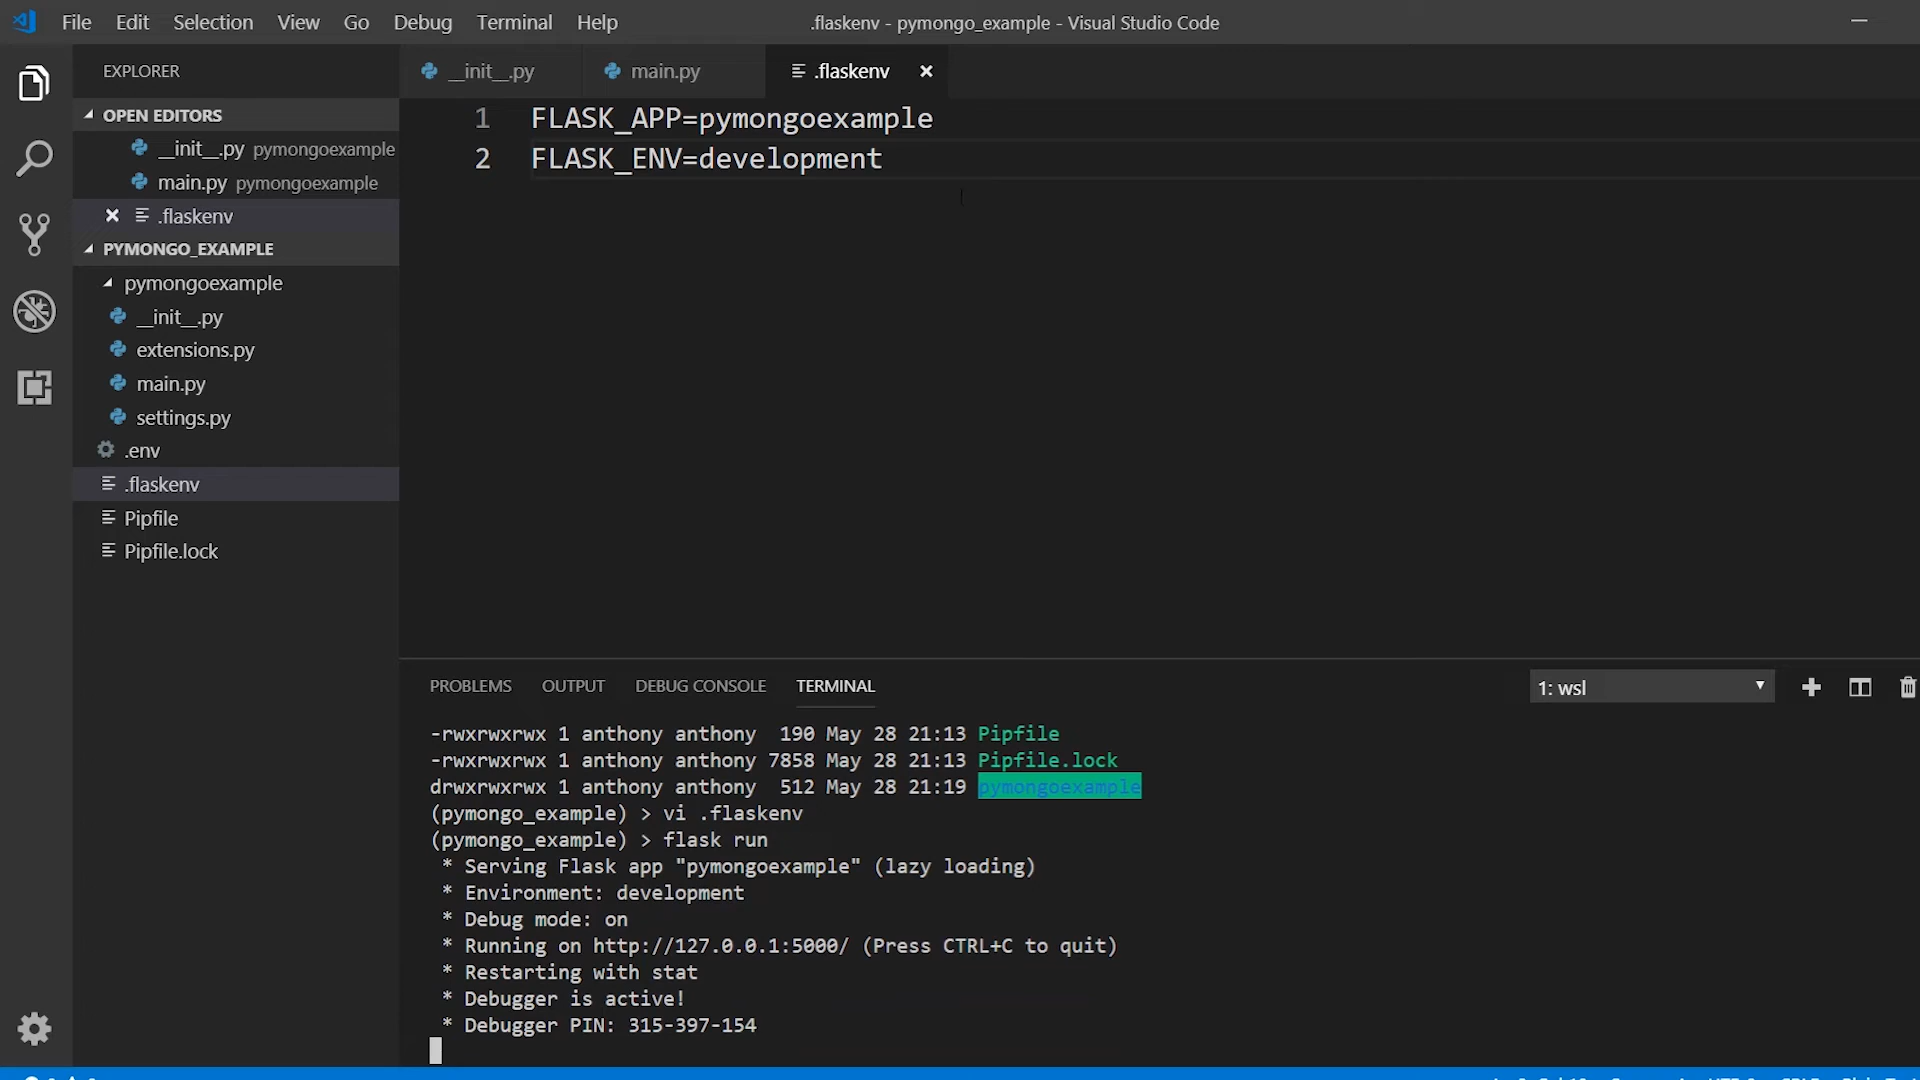 File Edit Selection View Go Debug Terminal Help .flaskenv - pymongo_example - Visual Studio Code
EXPLORER
OPEN EDITORS
__init__.py pymongoexample
main.py pymongoexample
.flaskenv
PYMONGO_EXAMPLE
pymongoexample
__init__.py
extensions.py
main.py
settings.py
.env
.flaskenv
Pipfile
Pipfile.lock
__init__.py main.py .flaskenv
1 FLASK_APP=pymongoexample
2 FLASK_ENV=development
PROBLEMS OUTPUT DEBUG CONSOLE TERMINAL 1: wsl
-rwxrwxrwx 1 anthony anthony 190 May 28 21:13 Pipfile
-rwxrwxrwx 1 anthony anthony 7858 May 28 21:13 Pipfile.lock
drwxrwxrwx 1 anthony anthony 512 May 28 21:19 pymongoexample
(pymongo_example) > vi .flaskenv
(pymongo_example) > flask run
* Serving Flask app "pymongoexample" (lazy loading)
* Environment: development
* Debug mode: on
* Running on http://127.0.0.1:5000/ (Press CTRL+C to quit)
* Restarting with stat
* Debugger is active!
* Debugger PIN: 315-397-154